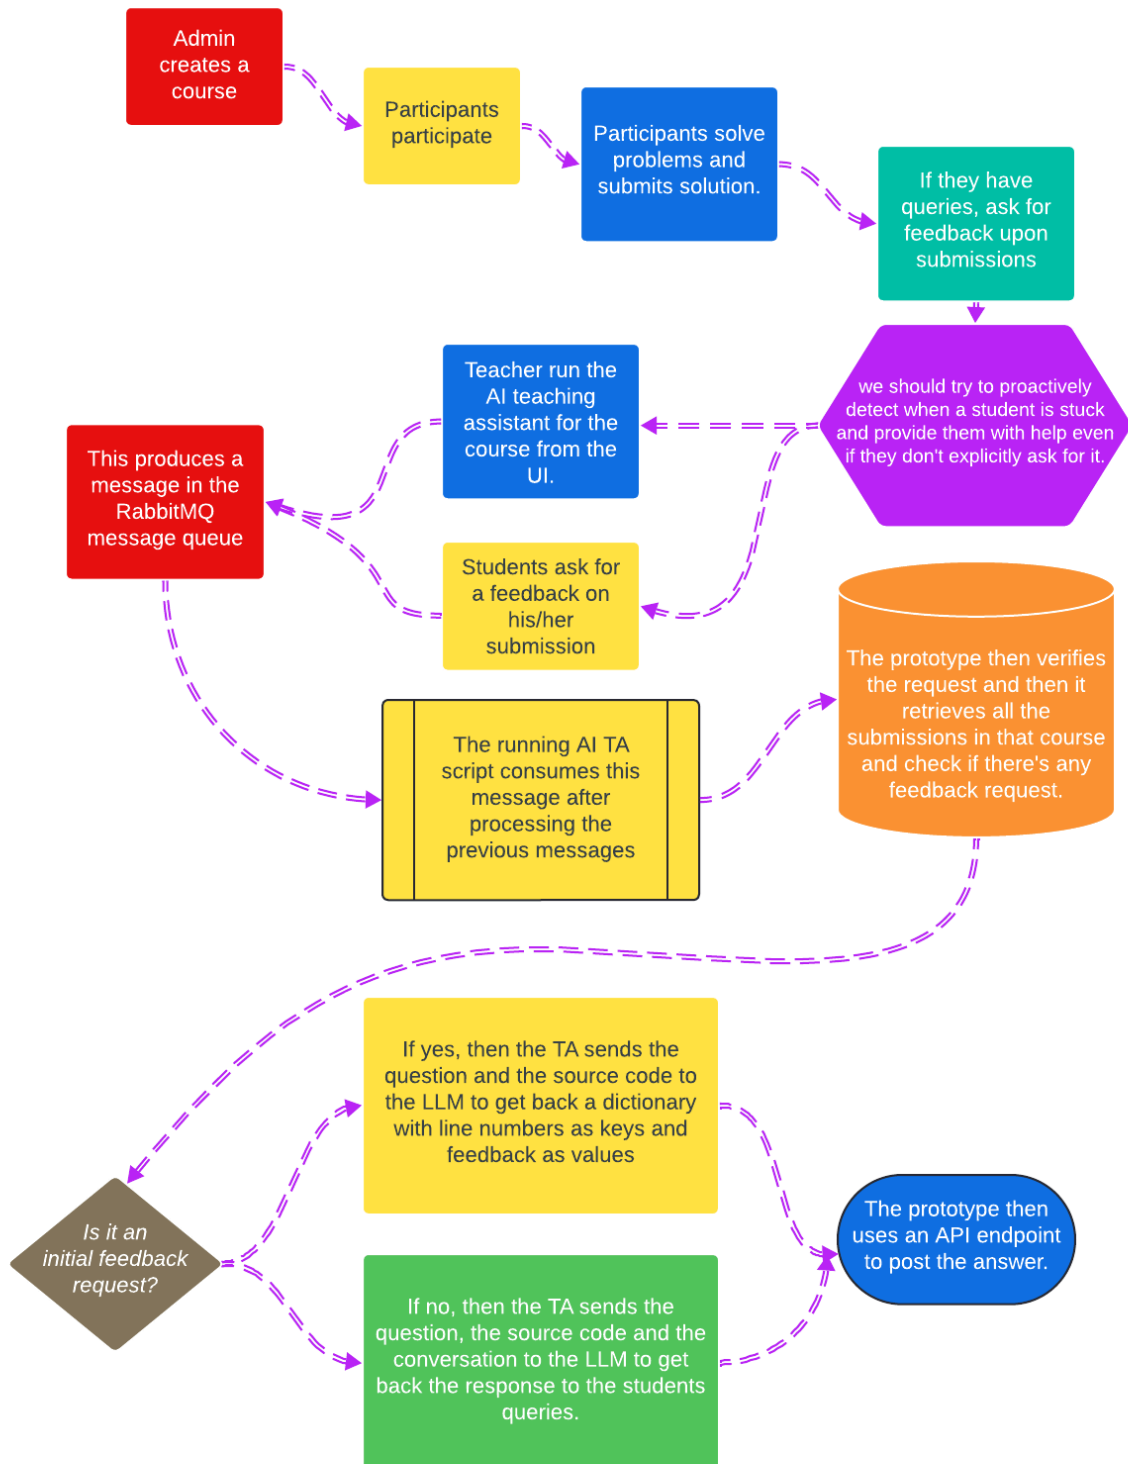 Admin
creates a
course
Participants
participate
Participants solve
problems and
submits solution.
If they have
queries, ask for
feedback upon
submissions
we should try to proactively
detect when a student is stuck
and provide them with help even
if they don't explicitly ask for it.
Teacher run the
AI teaching
assistant for the
course from the
UI.
Students ask for
a feedback on
his/her
submission
This produces a
message in the
RabbitMQ
message queue
The running AI TA
script consumes this
message after
processing the
previous messages
The prototype then verifies
the request and then it
retrieves all the
submissions in that course
and check if there's any
feedback request.
Is it an
initial feedback
request?
If yes, then the TA sends the
question and the source code to
the LLM to get back a dictionary
with line numbers as keys and
feedback as values
If no, then the TA sends the
question, the source code and the
conversation to the LLM to get
back the response to the students
queries.
The prototype then
uses an API endpoint
to post the answer.